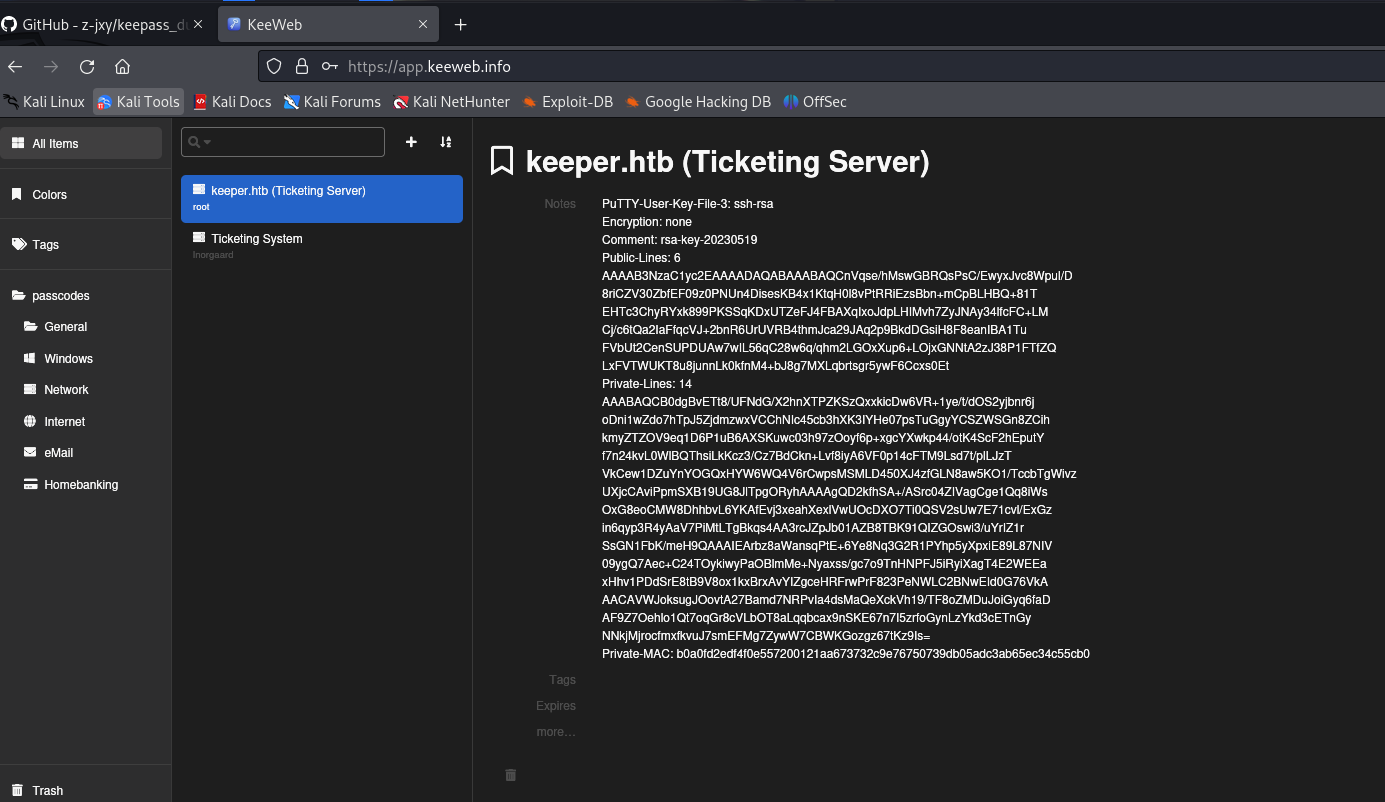 GitHub - z-jxy/keepass_d
KeeWeb
https://app.keeweb.info
Kali Linux
Kali Tools
Kali Docs
Kali Forums
Kali NetHunter
Exploit-DB
Google Hacking DB
OffSec
All Items
Colors
Tags
passcodes
General
Windows
Network
Internet
eMail
Homebanking
Trash
keeper.htb (Ticketing Server)
root
Ticketing System
lnorgaard
keeper.htb (Ticketing Server)
Notes
PuTTY-User-Key-File-3: ssh-rsa
Encryption: none
Comment: rsa-key-20230519
Public-Lines: 6
AAAAB3NzaC1yc2EAAAADAQABAAABAQCnVqse/hMswGBRQsPsC/EwyxJvc8Wpul/D
8riCZV30ZbfEF09z0PNUn4DisesKB4x1KtqH0l8vPtRRiEzsBbn+mCpBLHBQ+81T
EHTc3ChyRYxk899PKSSqKDxUTZeFJ4FBAXqIxoJdpLHIMvh7ZyJNAy34lfcFC+LM
Cj/c6tQa2IaFfqcVJ+2bnR6UrUVRB4thmJca29JAq2p9BkdDGsiH8F8eanIBA1Tu
FVbUt2CenSUPDUAw7wIL56qC28w6q/qhm2LGOxXup6+LOjxGNNtA2zJ38P1FTfZQ
LxFVTWUKT8u8junnLk0kfnM4+bJ8g7MXLqbrtsgr5ywF6Ccxs0Et
Private-Lines: 14
AAABAQCB0dgBvETt8/UFNdG/X2hnXTPZKSzQxxkicDw6VR+1ye/t/dOS2yjbnr6j
oDni1wZdo7hTpJ5ZjdmzwxVCChNIc45cb3hXK3IYHe07psTuGgyYCSZWSGn8ZCih
kmyZTZOV9eq1D6P1uB6AXSKuwc03h97zOoyf6p+xgcYXwkp44/otK4ScF2hEputY
f7n24kvL0WlBQThsiLkKcz3/Cz7BdCkn+Lvf8iyA6VF0p14cFTM9Lsd7t/plLJzT
VkCew1DZuYnYOGQxHYW6WQ4V6rCwpsMSMLD450XJ4zfGLN8aw5KO1/TccbTgWivz
UXjcCAviPpmSXB19UG8JlTpgORyhAAAAgQD2kfhSA+/ASrc04ZIVagCge1Qq8iWs
OxG8eoCMW8DhhbvL6YKAfEvj3xeahXexIVwUOcDXO7Ti0QSV2sUw7E71cvl/ExGz
in6qyp3R4yAaV7PiMtLTgBkqs4AA3rcJZpJb01AZB8TBK91QIZGOswi3/uYrIZ1r
SsGN1FbK/meH9QAAAIEArbz8aWansqPtE+6Ye8Nq3G2R1PYhp5yXpxiE89L87NIV
09ygQ7Aec+C24TOykiwyPaOBlmMe+Nyaxss/gc7o9TnHNPFJ5iRyiXagT4E2WEEa
xHhv1PDdSrE8tB9V8ox1kxBrxAvYIZgceHRFrwPrF823PeNWLC2BNwEId0G76VkA
AACAVWJoksugJOovtA27Bamd7NRPvIa4dsMaQeXckVh19/TF8oZMDuJoiGyq6faD
AF9Z7Oehlo1Qt7oqGr8cVLbOT8aLqqbcax9nSKE67n7I5zrfoGynLzYkd3cETnGy
NNkjMjrocfmxfkvuJ7smEFMg7ZywW7CBWKGozgz67tKz9Is=
Private-MAC: b0a0fd2edf4f0e557200121aa673732c9e76750739db05adc3ab65ec34c55cb0
Tags
Expires
more…